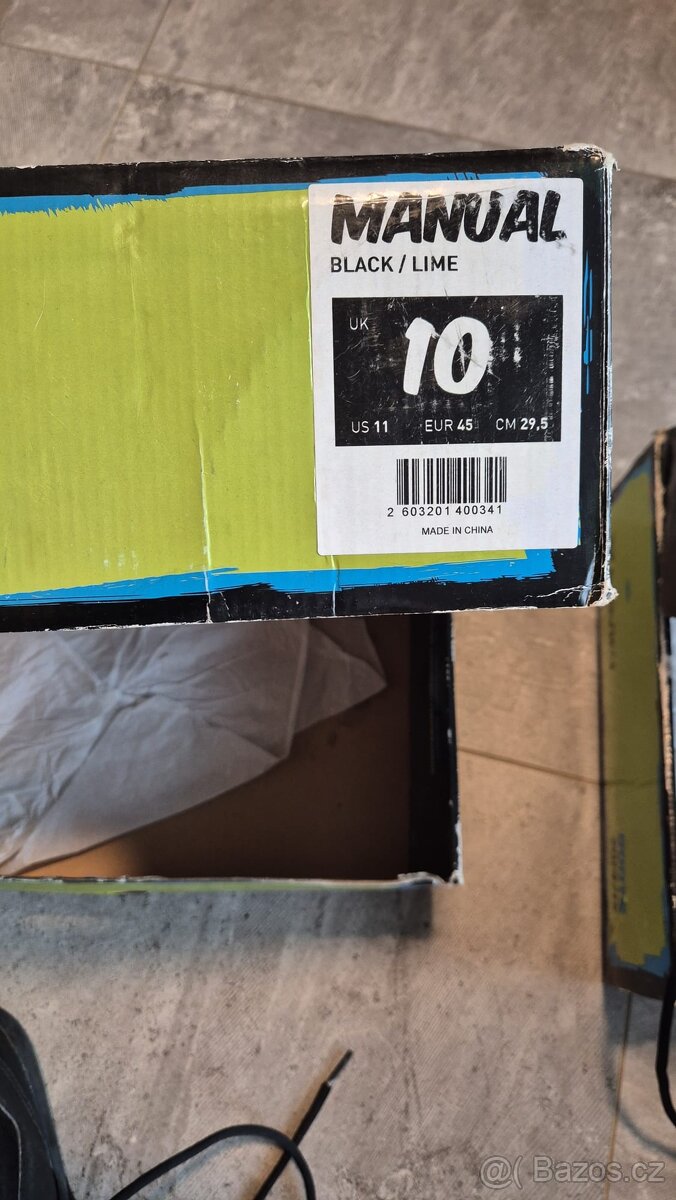 MANUAL
BLACK / LIME
UK 10
US 11 EUR 45 CM 29,5
2 603201 400341
MADE IN CHINA
@ Bazos.cz